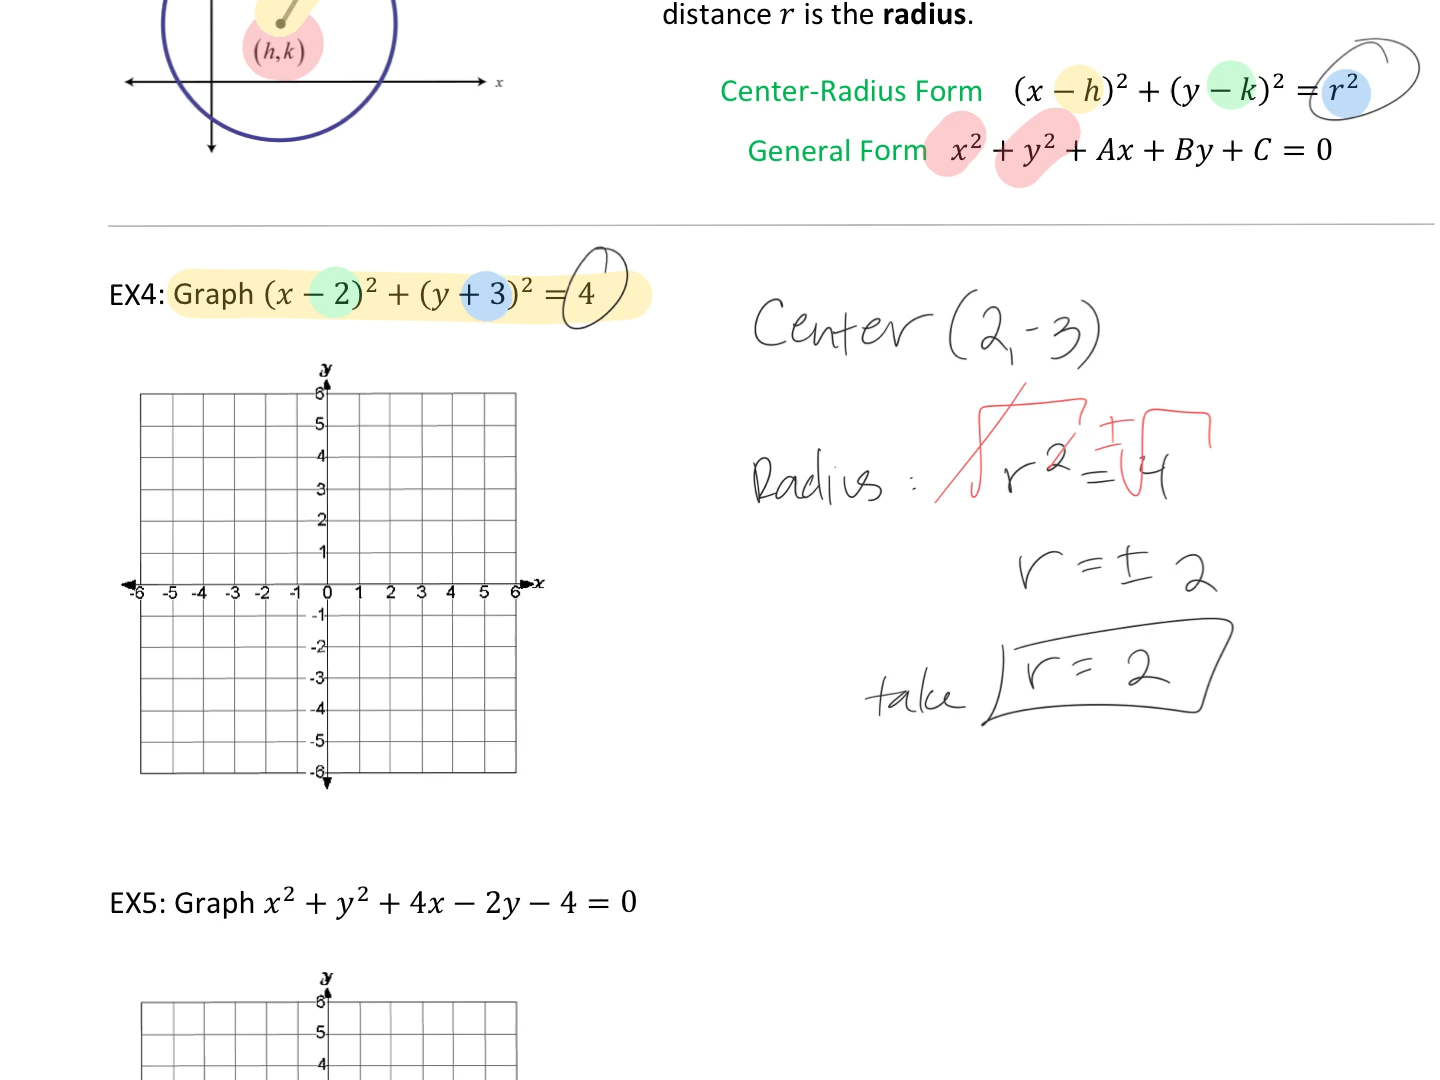 distance r is the radius.
(h,k)
x
Center-Radius Form (x − h)² + (y − k)² = r²
General Form x² + y² + Ax + By + C = 0
EX4: Graph (x − 2)² + (y + 3)² = 4
Center (2, -3)
Radius : √r² = ±√4
r = ± 2
take r = 2
y
6
5
4
3
2
1
-6 -5 -4 -3 -2 -1 0 1 2 3 4 5 6 x
-1
-2
-3
-4
-5
-6
EX5: Graph x² + y² + 4x − 2y − 4 = 0
y
6
5
4